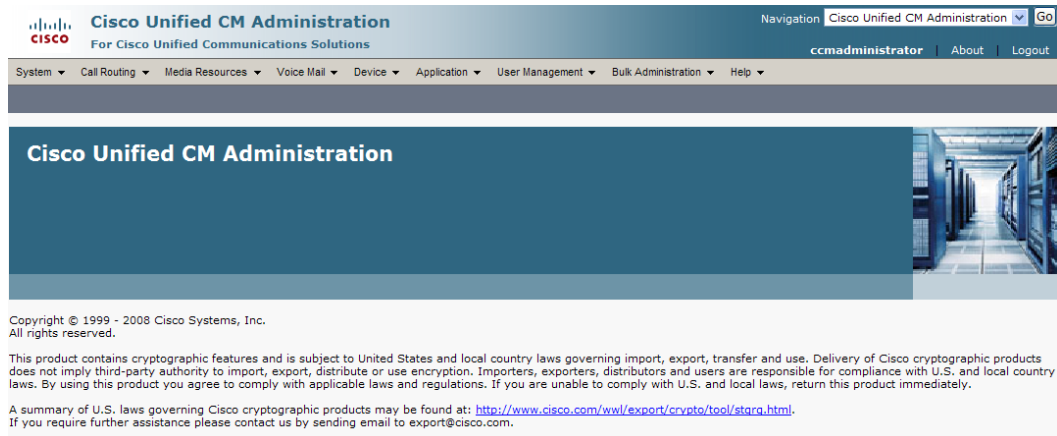 CISCO
Cisco Unified CM Administration
For Cisco Unified Communications Solutions
Navigation Cisco Unified CM Administration Go
ccmadministrator | About | Logout
System Call Routing Media Resources Voice Mail Device Application User Management Bulk Administration Help
Cisco Unified CM Administration
Copyright © 1999 - 2008 Cisco Systems, Inc.
All rights reserved.
This product contains cryptographic features and is subject to United States and local country laws governing import, export, transfer and use. Delivery of Cisco cryptographic products
does not imply third-party authority to import, export, distribute or use encryption. Importers, exporters, distributors and users are responsible for compliance with U.S. and local country
laws. By using this product you agree to comply with applicable laws and regulations. If you are unable to comply with U.S. and local laws, return this product immediately.
A summary of U.S. laws governing Cisco cryptographic products may be found at: http://www.cisco.com/wwl/export/crypto/tool/stqrg.html.
If you require further assistance please contact us by sending email to export@cisco.com.